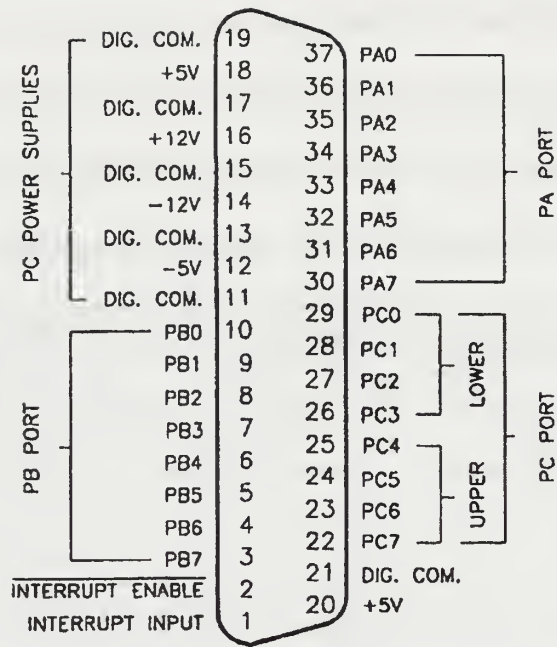 DIG. COM. 19
+5V 18
DIG. COM. 17
+12V 16
DIG. COM. 15
-12V 14
DIG. COM. 13
-5V 12
DIG. COM. 11
PB0 10
PB1 9
PB2 8
PB3 7
PB4 6
PB5 5
PB6 4
PB7 3
INTERRUPT ENABLE 2
INTERRUPT INPUT 1
PC POWER SUPPLIES
PB PORT
37 PA0
36 PA1
35 PA2
34 PA3
33 PA4
32 PA5
31 PA6
30 PA7
29 PC0
28 PC1
27 PC2
26 PC3
25 PC4
24 PC5
23 PC6
22 PC7
21 DIG. COM.
20 +5V
PA PORT
LOWER
UPPER
PC PORT